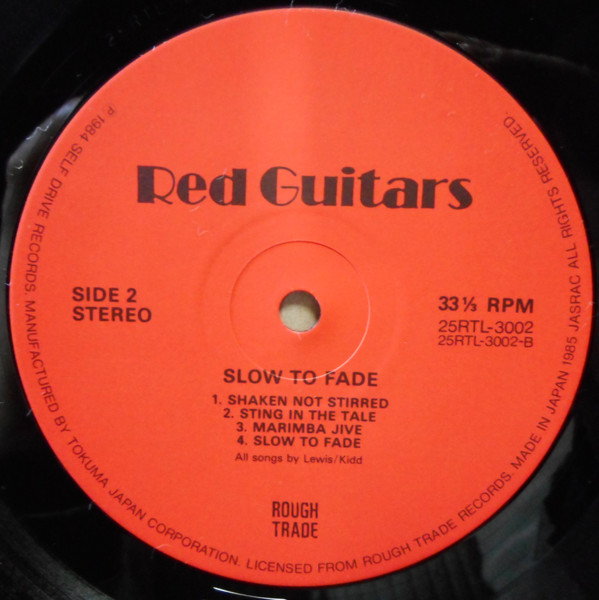 Red Guitars
SIDE 2
STEREO
33 ⅓ RPM
25RTL-3002
25RTL-3002-B
SLOW TO FADE
1. SHAKEN NOT STIRRED
2. STING IN THE TALE
3. MARIMBA JIVE
4. SLOW TO FADE
All songs by Lewis/Kidd
ROUGH
TRADE
Ⓟ 1984 SELF DRIVE RECORDS. MANUFACTURED BY TOKUMA JAPAN CORPORATION. LICENSED FROM ROUGH TRADE RECORDS. MADE IN JAPAN 1985 JASRAC ALL RIGHTS RESERVED.